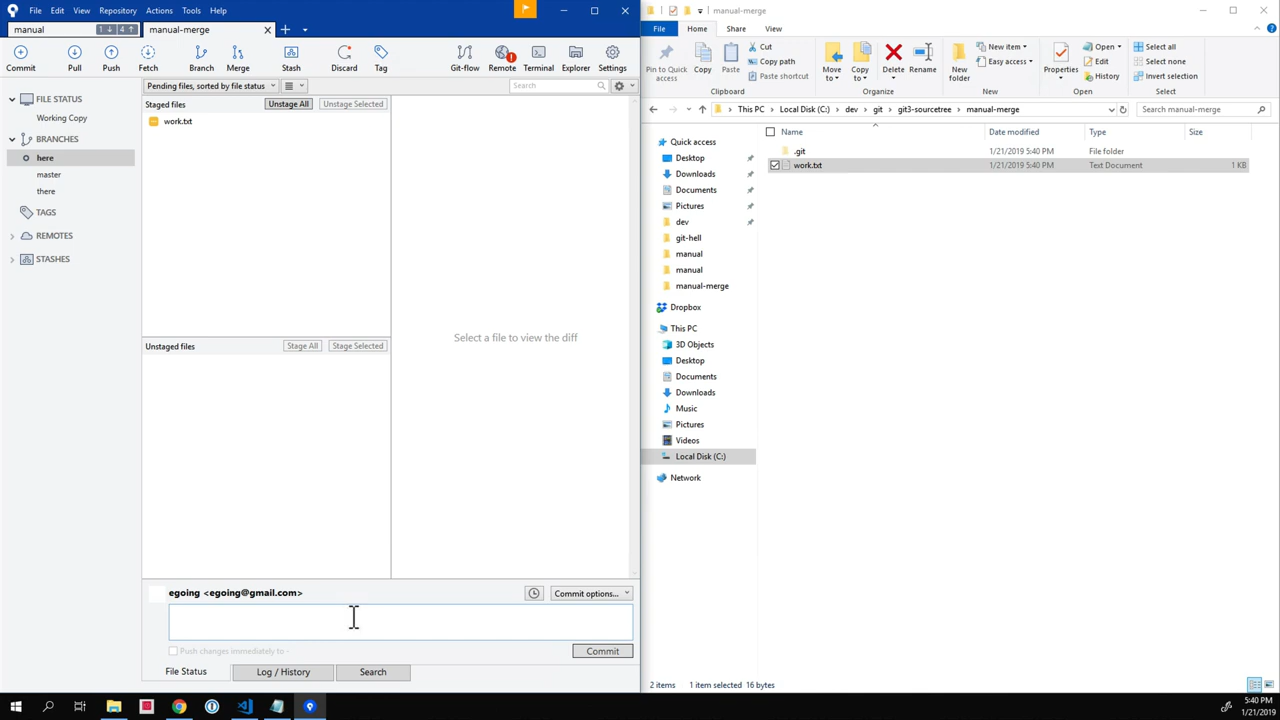 File Edit View Repository Actions Tools Help
manual 1 4
manual-merge
Commit Pull Push Fetch Branch Merge Stash Discard Tag Git-flow Remote Terminal Explorer Settings
Pending files, sorted by file status
Search
FILE STATUS
Working Copy
BRANCHES
here
master
there
TAGS
REMOTES
STASHES
Staged files
Unstage All
Unstage Selected
work.txt
Unstaged files
Stage All
Stage Selected
Select a file to view the diff
egoing <egoing@gmail.com>
Commit options...
Push changes immediately to -
Commit
File Status
Log / History
Search
manual-merge
File Home Share View
Pin to Quick access
Copy
Paste
Cut
Copy path
Paste shortcut
Clipboard
Move to
Copy to
Delete
Rename
Organize
New folder
New item
Easy access
New
Properties
Open
Edit
History
Open
Select all
Select none
Invert selection
Select
This PC Local Disk (C:) dev git git3-sourcetree manual-merge
Search manual-merge
Quick access
Desktop
Downloads
Documents
Pictures
dev
git-hell
manual
manual
manual-merge
Dropbox
This PC
3D Objects
Desktop
Documents
Downloads
Music
Pictures
Videos
Local Disk (C:)
Network
Name Date modified Type Size
.git 1/21/2019 5:40 PM File folder
work.txt 1/21/2019 5:40 PM Text Document 1 KB
2 items 1 item selected 16 bytes
5:40 PM
1/21/2019